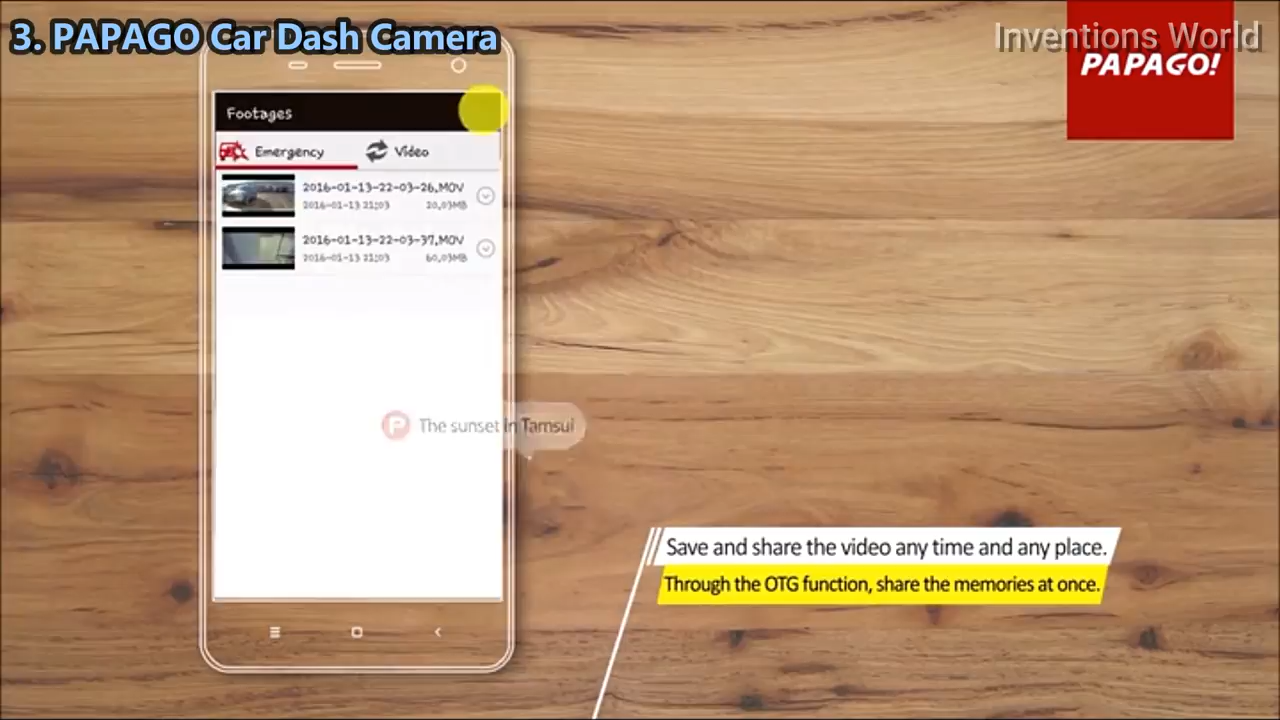 3. PAPAGO Car Dash Camera
Inventions World
PAPAGO!
Footages
Emergency
Video
2016-01-13-22-03-26.MOV
2016-01-13 21:03
20.03MB
2016-01-13-22-03-37.MOV
2016-01-13 21:03
60.03MB
P
The sunset in Tamsui
Save and share the video any time and any place.
Through the OTG function, share the memories at once.